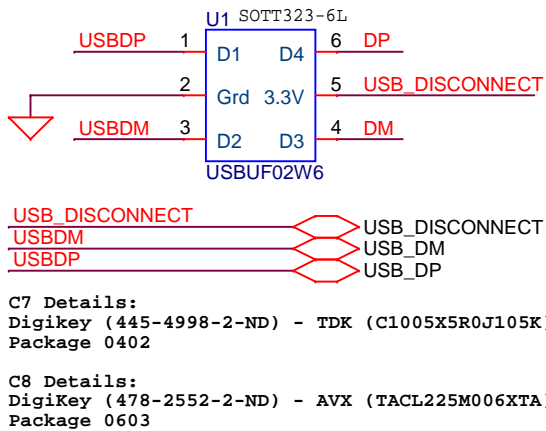 U1 SOTT323-6L
USBDP 1 D1 D4 6 DP
2 Grd 3.3V 5 USB_DISCONNECT
USBDM 3 D2 D3 4 DM
USBUF02W6
USB_DISCONNECT USB_DISCONNECT
USBDM USB_DM
USBDP USB_DP
C7 Details:
Digikey (445-4998-2-ND) - TDK (C1005X5R0J105K)
Package 0402
C8 Details:
DigiKey (478-2552-2-ND) - AVX (TACL225M006XTA)
Package 0603